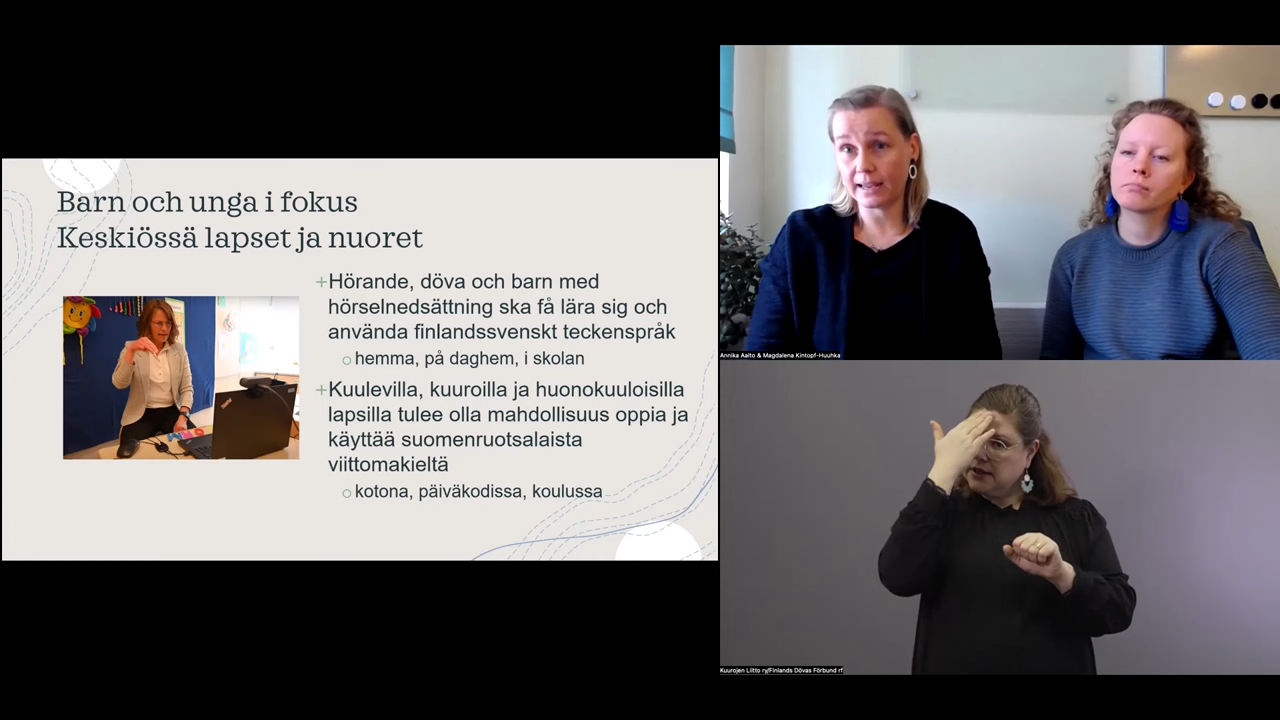 Barn och unga i fokus
Keskiössä lapset ja nuoret
+Hörande, döva och barn med
hörselnedsättning ska få lära sig och
använda finlandssvenskt teckenspråk
○hemma, på daghem, i skolan
+Kuulevilla, kuuroilla ja huonokuuloisilla
lapsilla tulee olla mahdollisuus oppia ja
käyttää suomenruotsalaista
viittomakieltä
○kotona, päiväkodissa, koulussa
Annika Aalto & Magdalena Kintopf-Huuhka
Kuurojen Liitto ry/Finlands Dövas Förbund rf